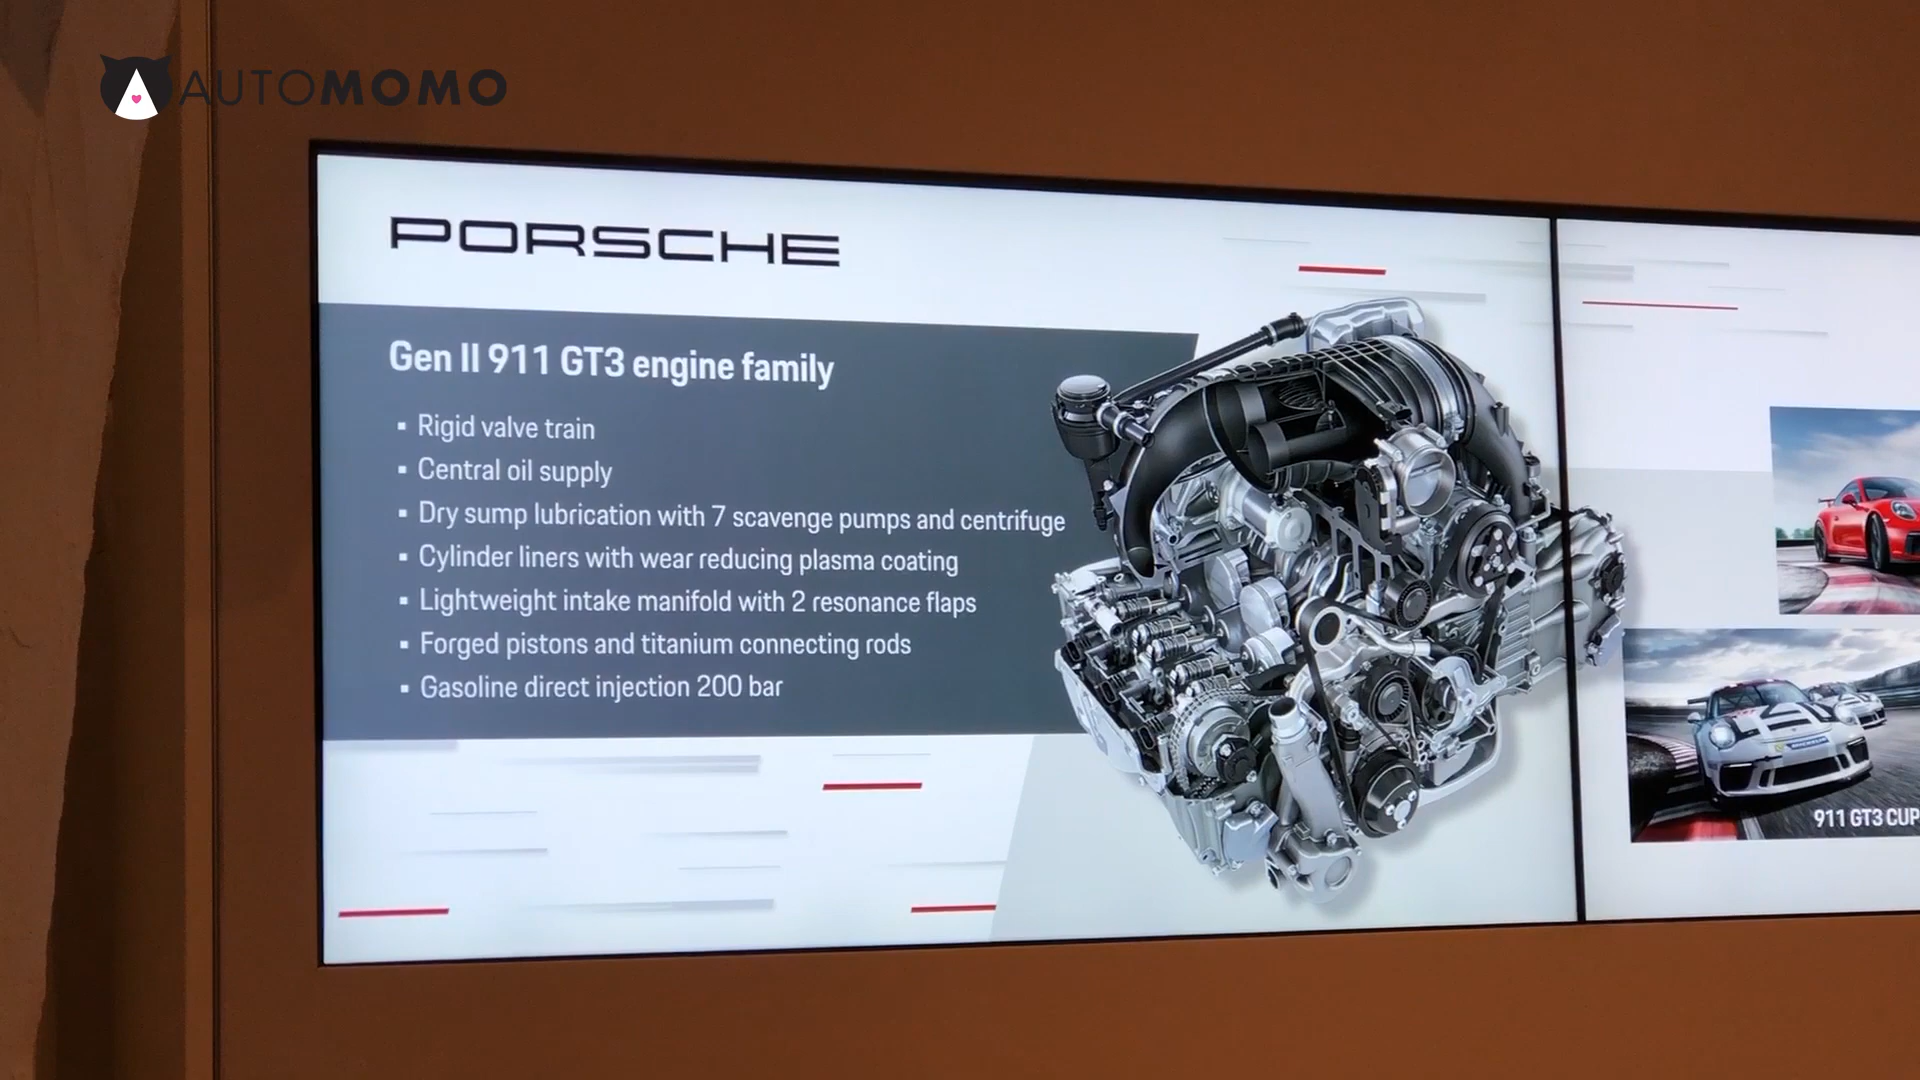 AUTOMOMO
PORSCHE
Gen II 911 GT3 engine family
▪ Rigid valve train
▪ Central oil supply
▪ Dry sump lubrication with 7 scavenge pumps and centrifuge
▪ Cylinder liners with wear reducing plasma coating
▪ Lightweight intake manifold with 2 resonance flaps
▪ Forged pistons and titanium connecting rods
▪ Gasoline direct injection 200 bar
MICHELIN
911 GT3 CUP